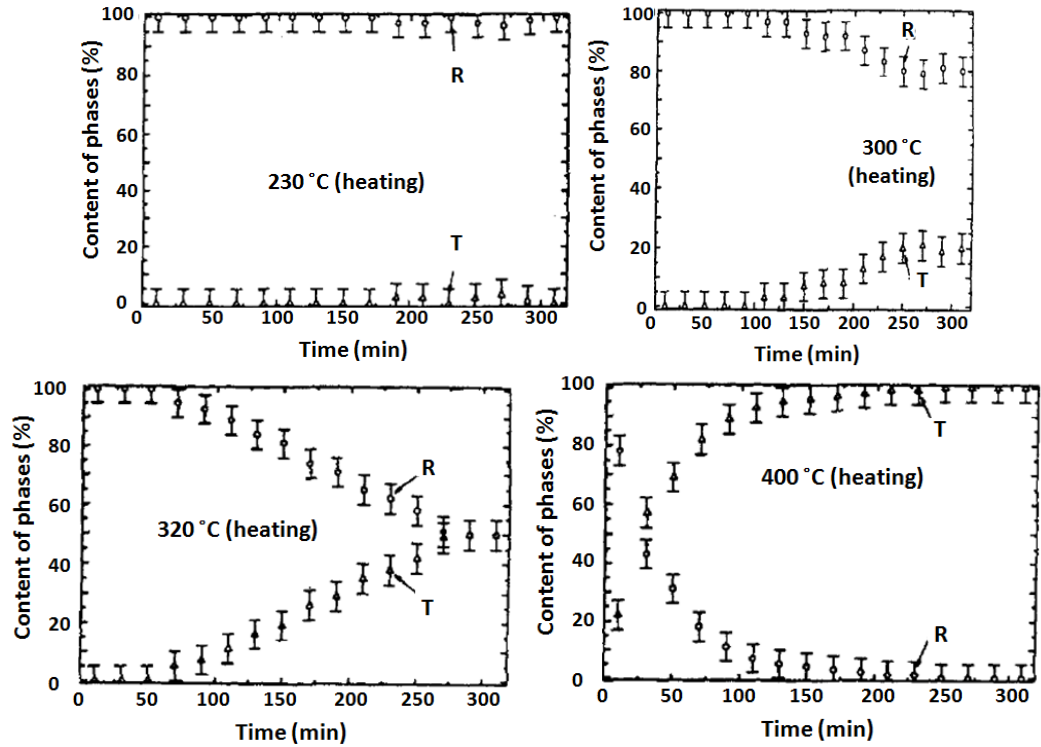 Content of phases (%)
100
80
60
40
20
0
R
230 ˚C (heating)
T
0 50 100 150 200 250 300
Time (min)
Content of phases (%)
100
80
60
40
20
0
R
300 ˚C
(heating)
T
0 50 100 150 200 250 300
Time (min)
Content of phases (%)
100
80
60
40
20
0
R
320 ˚C (heating)
T
0 50 100 150 200 250 300
Time (min)
Content of phases (%)
100
80
60
40
20
0
T
400 ˚C (heating)
R
0 50 100 150 200 250 300
Time (min)